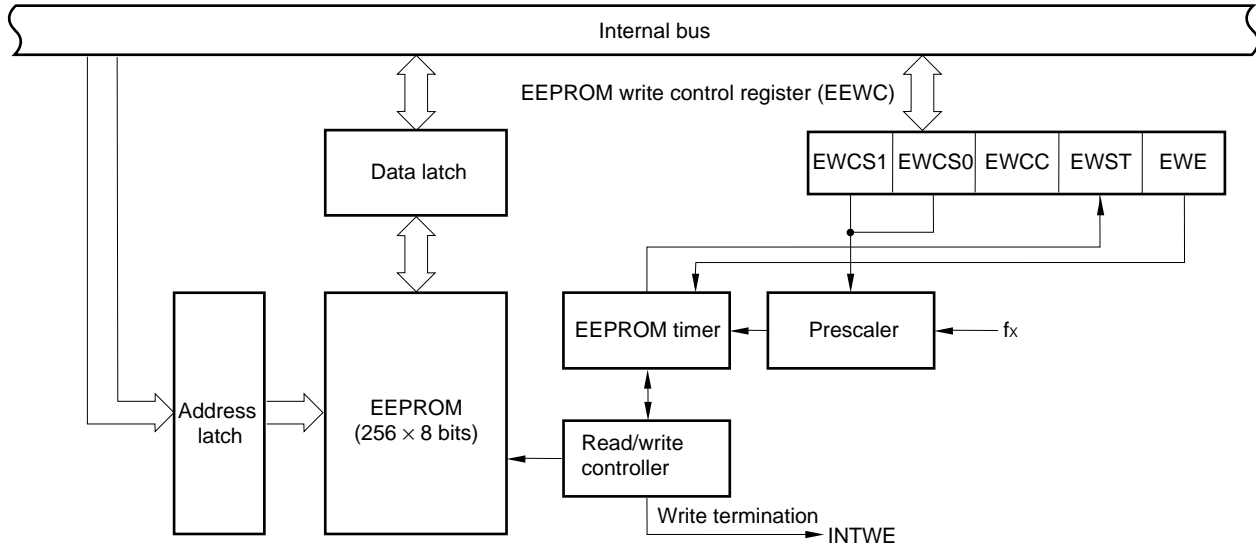 Internal bus
EEPROM write control register (EEWC)
Data latch
EWCS1 EWCS0 EWCC EWST EWE
EEPROM timer
Prescaler
fX
Address
latch
EEPROM
(256 × 8 bits)
Read/write
controller
Write termination
INTWE